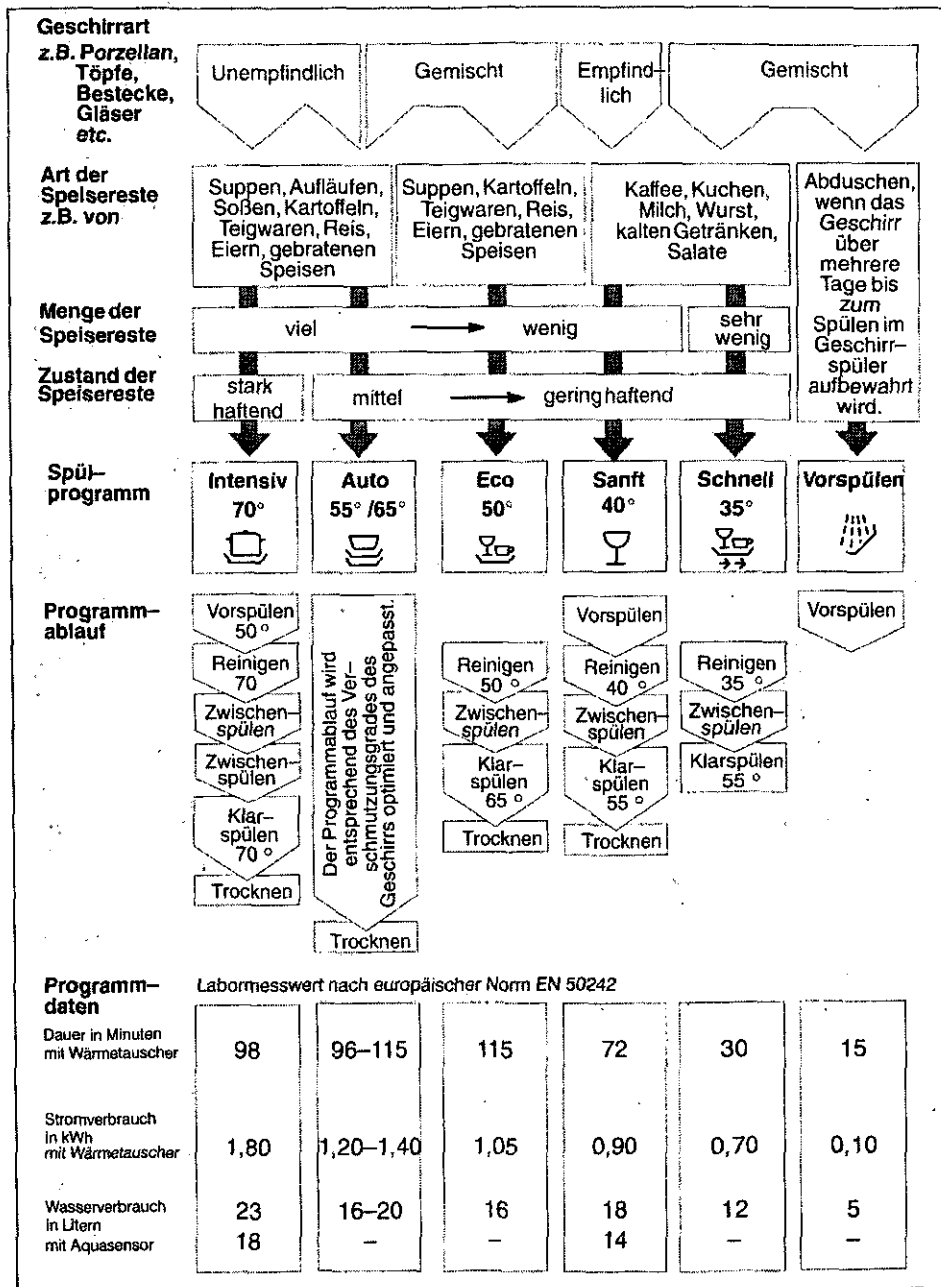 Geschirrart
z.B. Porzellan,
Töpfe,
Bestecke,
Gläser
etc.
Unempfindlich
Gemischt
Empfind–
lich
Gemischt
Art der
Speisereste
z.B. von
Suppen, Aufläufen,
Soßen, Kartoffeln,
Teigwaren, Reis,
Eiern, gebratenen
Speisen
Suppen, Kartoffeln,
Teigwaren, Reis,
Eiern, gebratenen
Speisen
Kaffee, Kuchen,
Milch, Wurst,
kalten Getränken,
Salate
Abduschen,
wenn das
Geschirr
über
mehrere
Tage bis
zum
Spülen im
Geschirr–
spüler
aufbewahrt
wird.
Menge der
Speisereste
viel → wenig
sehr
wenig
Zustand der
Speisereste
stark
haftend
mittel → gering haftend
Spül–
programm
Intensiv
70°
Auto
55° /65°
Eco
50°
Sanft
40°
Schnell
35°
Vorspülen
Programm–
ablauf
Vorspülen
50 °
Reinigen
70
Zwischen–
spülen
Zwischen–
spülen
Klar–
spülen
70 °
Trocknen
Der Programmablauf wird
entsprechend des Ver–
schmutzungsgrades des
Geschirrs optimiert und angepasst.
Trocknen
Reinigen
50 °
Zwischen–
spülen
Klar–
spülen
65 °
Trocknen
Vorspülen
Reinigen
40 °
Zwischen–
spülen
Klar–
spülen
55 °
Trocknen
Reinigen
35 °
Zwischen–
spülen
Klarspülen
55 °
Vorspülen
Programm–
daten
Labormesswert nach europäischer Norm EN 50242
Dauer in Minuten
mit Wärmetauscher
98 96–115 115 72 30 15
Stromverbrauch
in kWh
mit Wärmetauscher
1,80 1,20–1,40 1,05 0,90 0,70 0,10
Wasserverbrauch
in Litern
23 16–20 16 18 12 5
mit Aquasensor
18 – – 14 – –